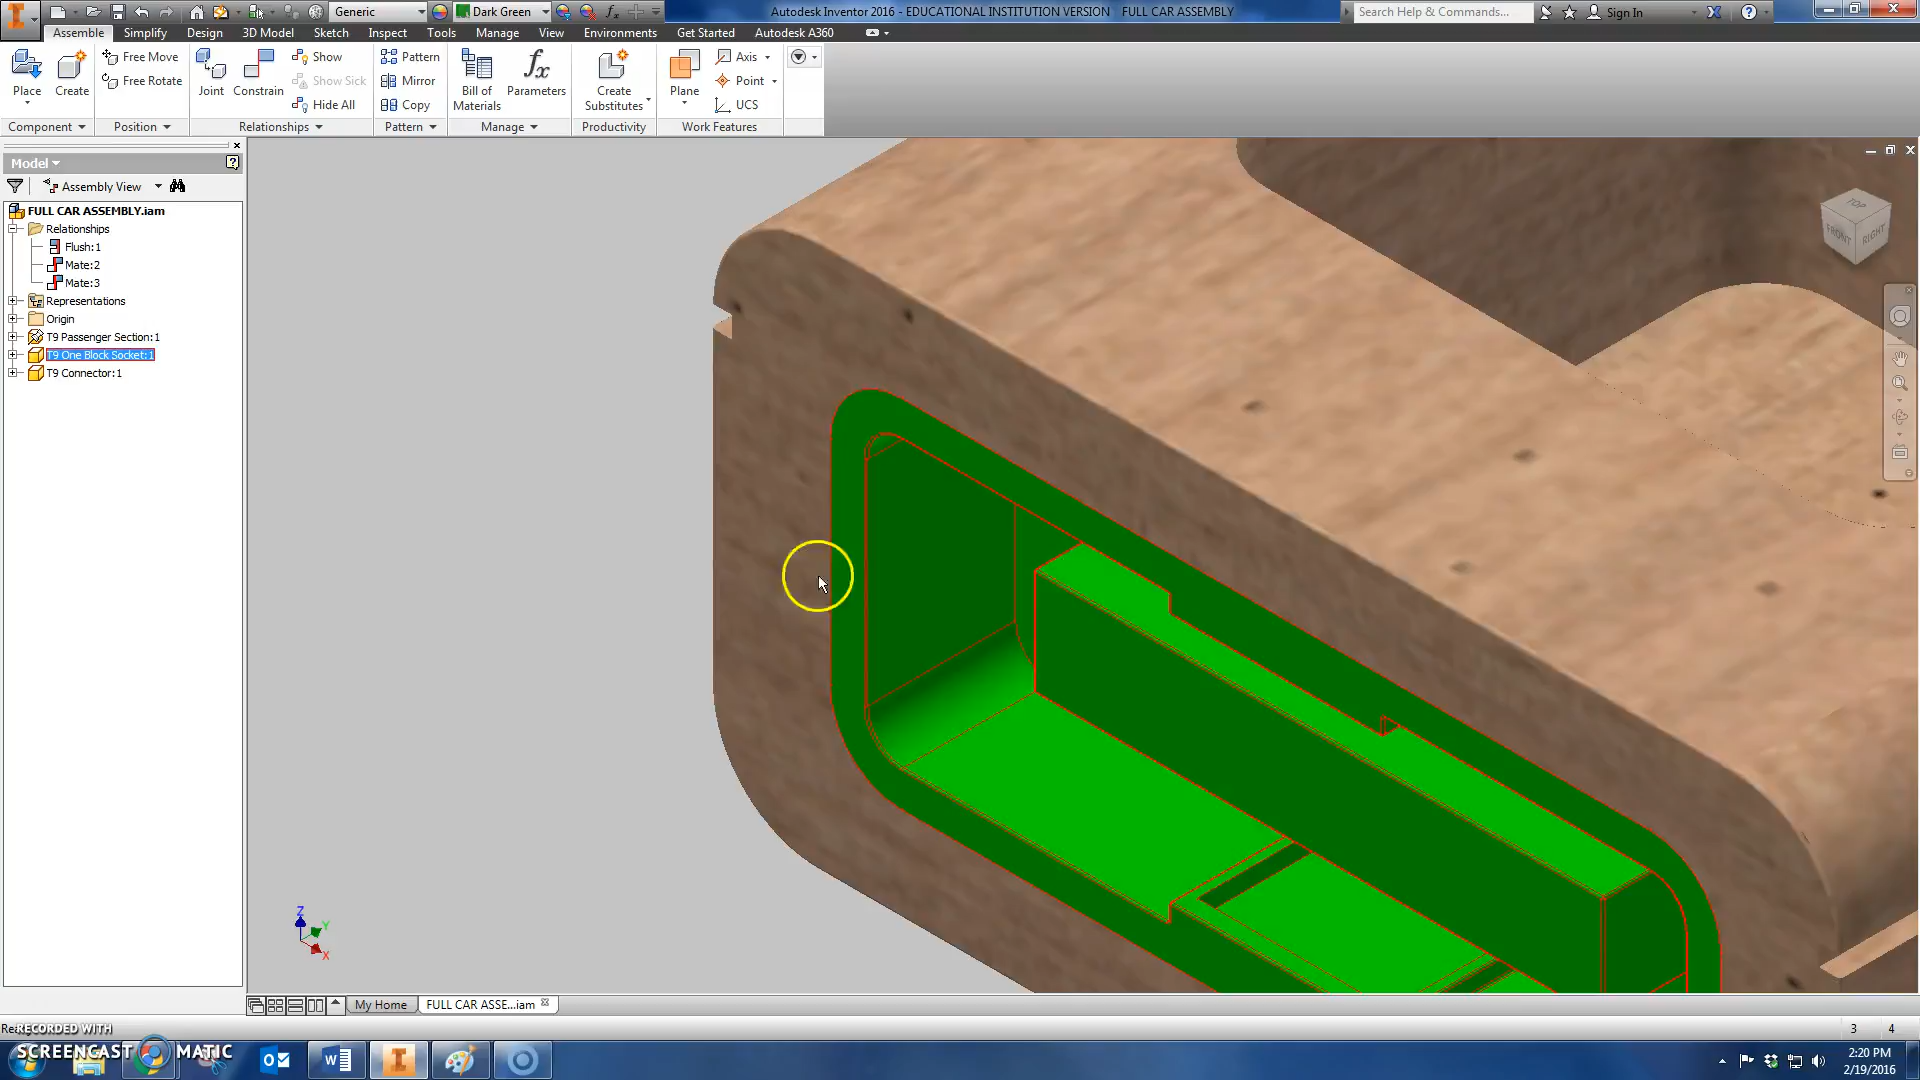 Generic
Dark Green
Autodesk Inventor 2016 - EDUCATIONAL INSTITUTION VERSION FULL CAR ASSEMBLY
Search Help & Commands...
Sign In
Assemble Simplify Design 3D Model Sketch Inspect Tools Manage View Environments Get Started Autodesk A360
Place
Create
Free Move
Free Rotate
Joint
Constrain
Show
Show Sick
Hide All
Pattern
Mirror
Copy
Bill of
Materials
Parameters
Create
Substitutes
Plane
Axis
Point
UCS
Component Position Relationships Pattern Manage Productivity Work Features
Model
Assembly View
FULL CAR ASSEMBLY.iam
Relationships
Flush:1
Mate:2
Mate:3
Representations
Origin
T9 Passenger Section:1
T9 One Block Socket:1
T9 Connector:1
TOP
FRONT
RIGHT
Z
Y
X
My Home
FULL CAR ASSE...iam
RECORDED WITH
3 4
SCREENCAST MATIC
2:20 PM
2/19/2016